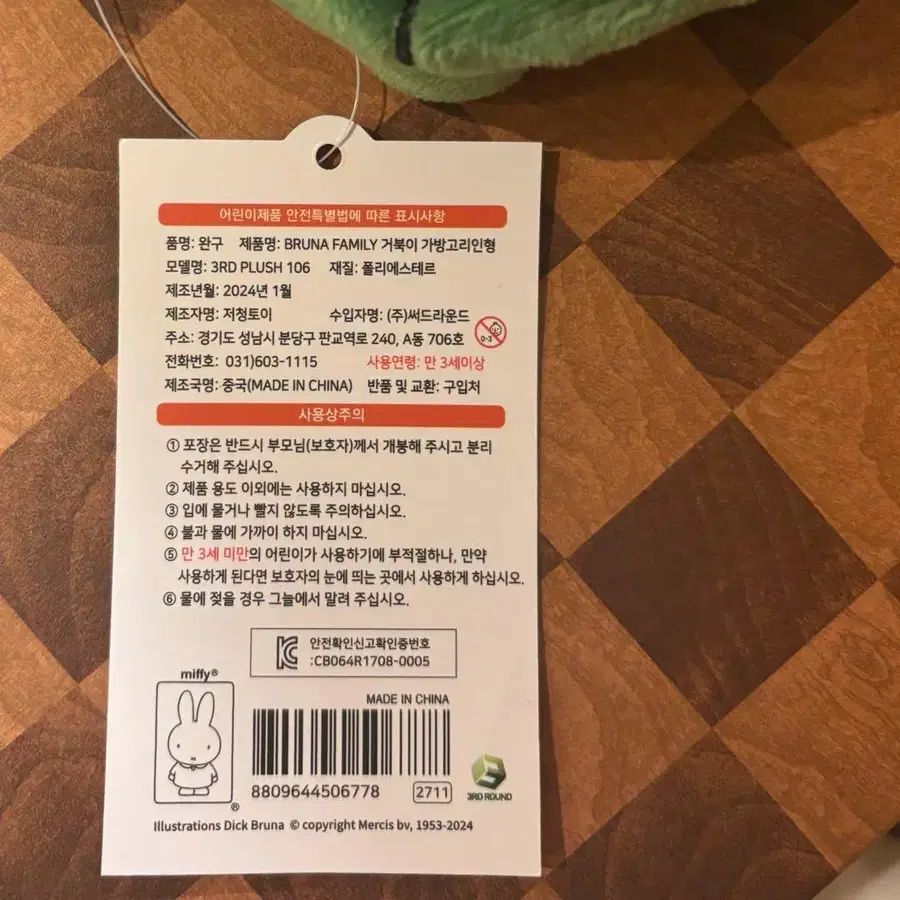 어린이제품 안전특별법에 따른 표시사항
품명: 완구 제품명: BRUNA FAMILY 거북이 가방고리인형
모델명: 3RD PLUSH 106 재질: 폴리에스테르
제조년월: 2024년 1월
제조자명: 저청토이 수입자명: (주)써드라운드
주소: 경기도 성남시 분당구 판교역로 240, A동 706호
0-3
전화번호: 031)603-1115 사용연령: 만 3세이상
제조국명: 중국(MADE IN CHINA) 반품 및 교환: 구입처
사용상주의
① 포장은 반드시 부모님(보호자)께서 개봉해 주시고 분리
수거해 주십시오.
② 제품 용도 이외에는 사용하지 마십시오.
③ 입에 물거나 빨지 않도록 주의하십시오.
④ 불과 물에 가까이 하지 마십시오.
⑤ 만 3세 미만의 어린이가 사용하기에 부적절하나, 만약
사용하게 된다면 보호자의 눈에 띄는 곳에서 사용하게 하십시오.
⑥ 물에 젖을 경우 그늘에서 말려 주십시오.
안전확인신고확인증번호
:CB064R1708-0005
miffy®
MADE IN CHINA
8809644506778
2711
3RD ROUND
®
Illustrations Dick Bruna © copyright Mercis bv, 1953-2024